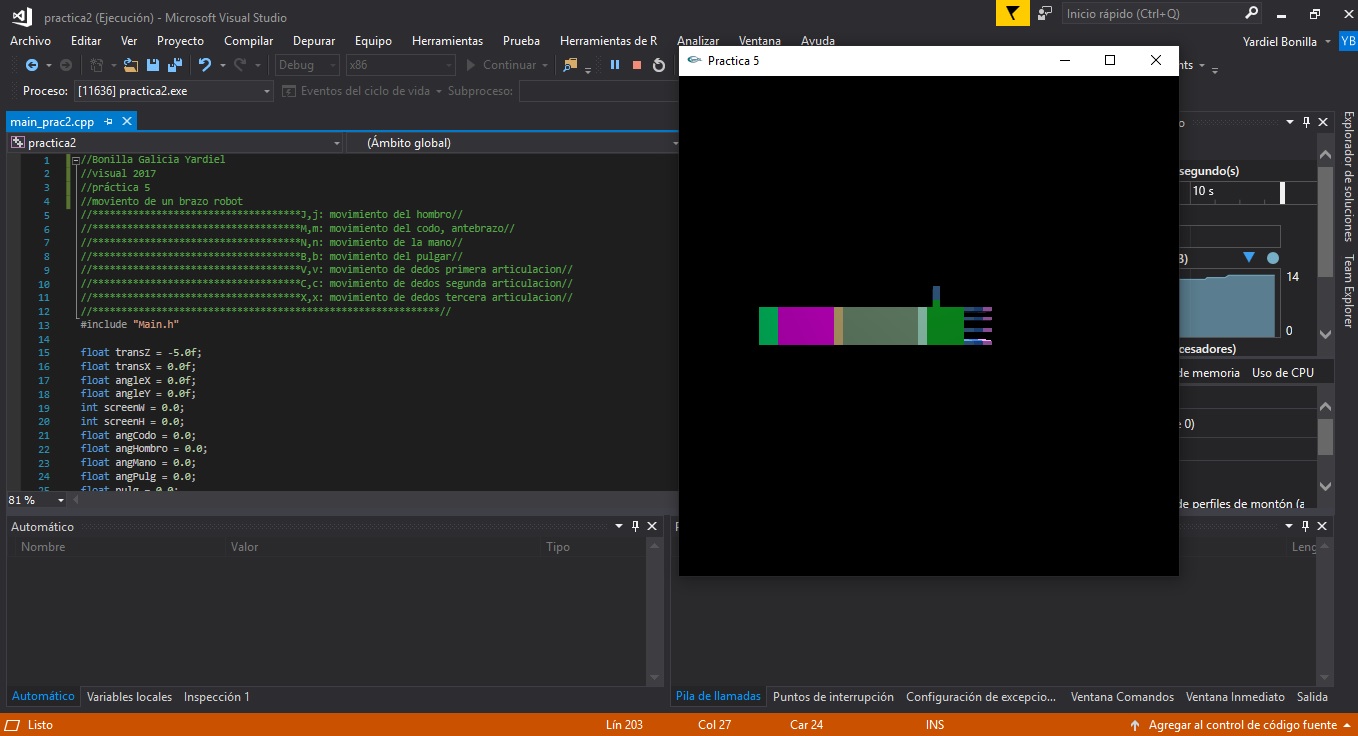 practica2 (Ejecución) - Microsoft Visual Studio
Inicio rápido (Ctrl+Q)
Archivo Editar Ver Proyecto Compilar Depurar Equipo Herramientas Prueba Herramientas de R Analizar Ventana Ayuda
Yardiel Bonilla YB
Debug x86 Continuar
Proceso: [11636] practica2.exe Eventos del ciclo de vida Subproceso:
Practica 5
main_prac2.cpp
practica2 (Ámbito global)
1 //Bonilla Galicia Yardiel
2 //visual 2017
3 //práctica 5
4 //moviento de un brazo robot
5 //************************************J,j: movimiento del hombro//
6 //************************************M,m: movimiento del codo, antebrazo//
7 //************************************N,n: movimiento de la mano//
8 //************************************B,b: movimiento del pulgar//
9 //************************************V,v: movimiento de dedos primera articulacion//
10 //************************************C,c: movimiento de dedos segunda articulacion//
11 //************************************X,x: movimiento de dedos tercera articulacion//
12 //************************************************************//
13 #include "Main.h"
14
15 float transZ = -5.0f;
16 float transX = 0.0f;
17 float angleX = 0.0f;
18 float angleY = 0.0f;
19 int screenW = 0.0;
20 int screenH = 0.0;
21 float angCodo = 0.0;
22 float angHombro = 0.0;
23 float angMano = 0.0;
24 float angPulg = 0.0;
25 float pulg = 0.0;
81 %
segundo(s)
10 s
14
0
cesadores)
de memoria Uso de CPU
e 0)
de perfiles de montón (a
Explorador de soluciones
Team Explorer
Automático
Nombre Valor Tipo
Leng
Automático Variables locales Inspección 1
Pila de llamadas Puntos de interrupción Configuración de excepcio... Ventana Comandos Ventana Inmediato Salida
Listo Lín 203 Col 27 Car 24 INS Agregar al control de código fuente